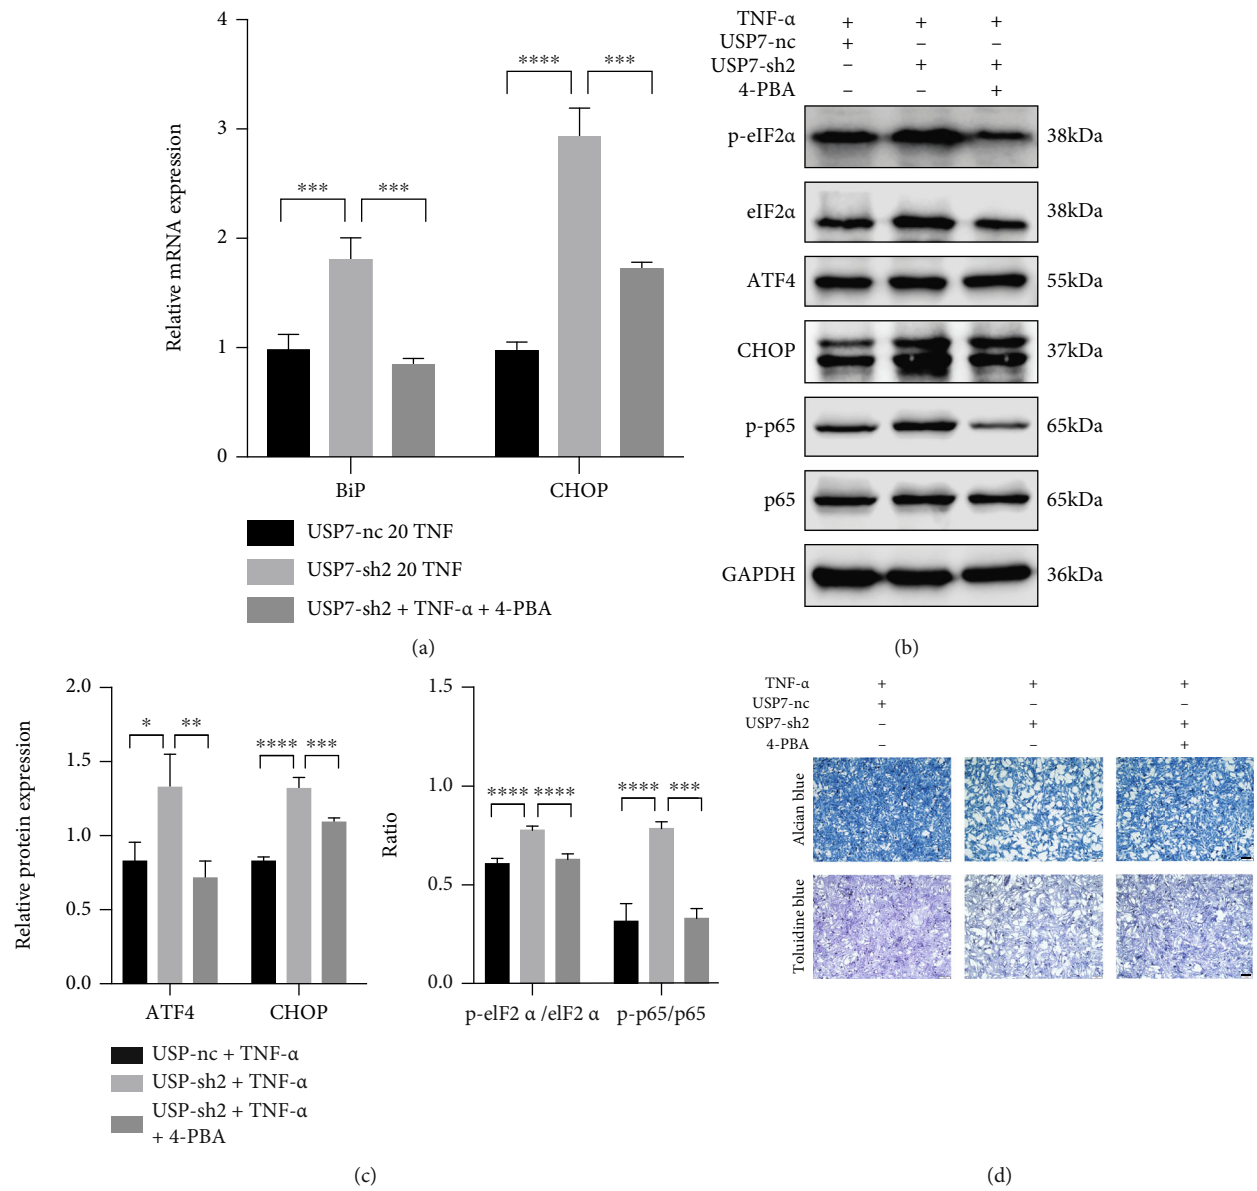 4
3
2
1
0
Relative mRNA expression
*** *** **** ***
BiP CHOP
USP7-nc 20 TNF
USP7-sh2 20 TNF
USP7-sh2 + TNF-α + 4-PBA
(a)
TNF-α + + +
USP7-nc + – –
USP7-sh2 – + +
4-PBA – – +
p-eIF2α 38kDa
eIF2α 38kDa
ATF4 55kDa
CHOP 37kDa
p-p65 65kDa
p65 65kDa
GAPDH 36kDa
(b)
2.0
1.5
1.0
0.5
0.0
Relative protein expression
* ** **** ***
ATF4 CHOP
USP-nc + TNF-α
USP-sh2 + TNF-α
USP-sh2 + TNF-α
+ 4-PBA
1.5
1.0
0.5
0.0
Ratio
**** **** **** ***
p-elF2 α /elF2 α p-p65/p65
(c)
TNF-α + + +
USP7-nc + – –
USP7-sh2 – + +
4-PBA – – +
Alcian blue
Toluidine blue
(d)